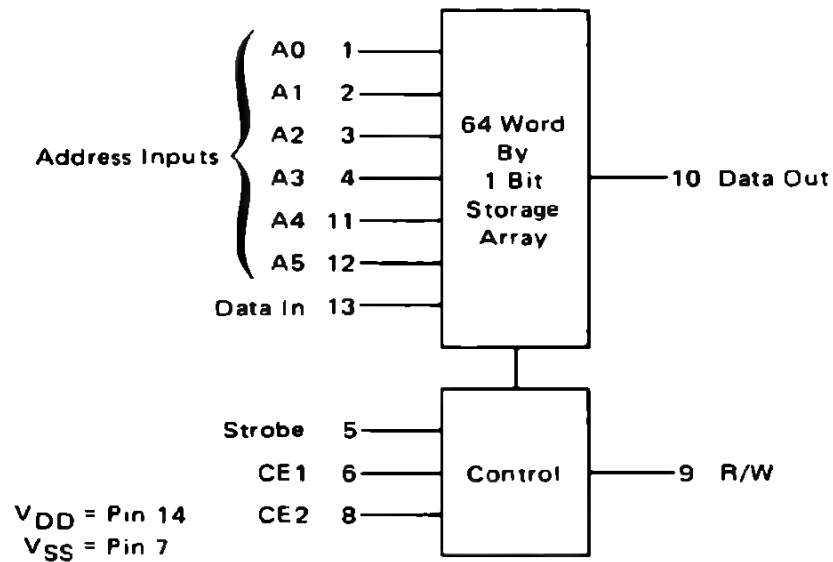 A0 1
A1 2
A2 3
Address Inputs
A3 4
A4 11
A5 12
Data In 13
64 Word
By
1 Bit
Storage
Array
10 Data Out
Strobe 5
CE1 6
CE2 8
Control
9 R/W
VDD = Pin 14
VSS = Pin 7